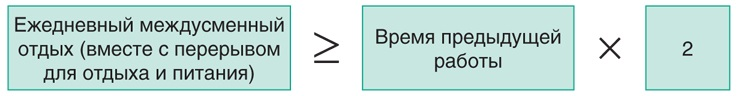 Ежедневный междусменный
отдых (вместе с перерывом
для отдыха и питания)
≥
Время предыдущей
работы
×
2